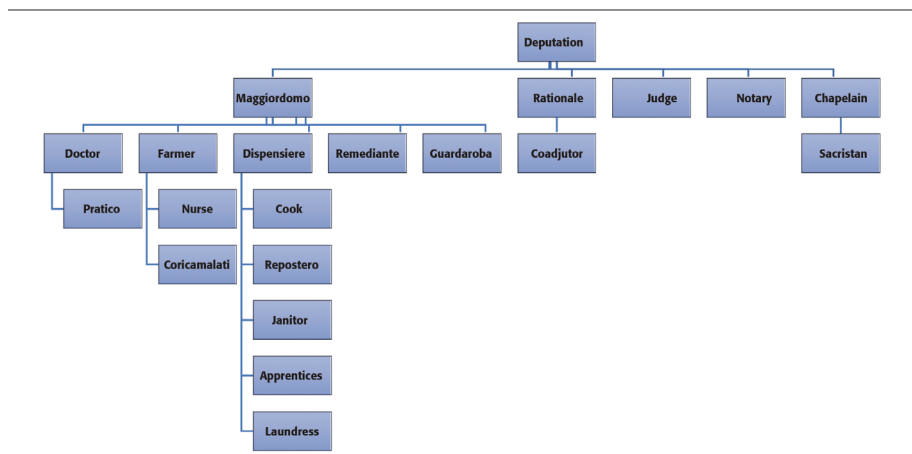 Deputation
Maggiordomo
Rationale
Judge
Notary
Chapelain
Doctor
Farmer
Dispensiere
Remediante
Guardaroba
Coadjutor
Sacristan
Pratico
Nurse
Cook
Coricamalati
Repostero
Janitor
Apprentices
Laundress